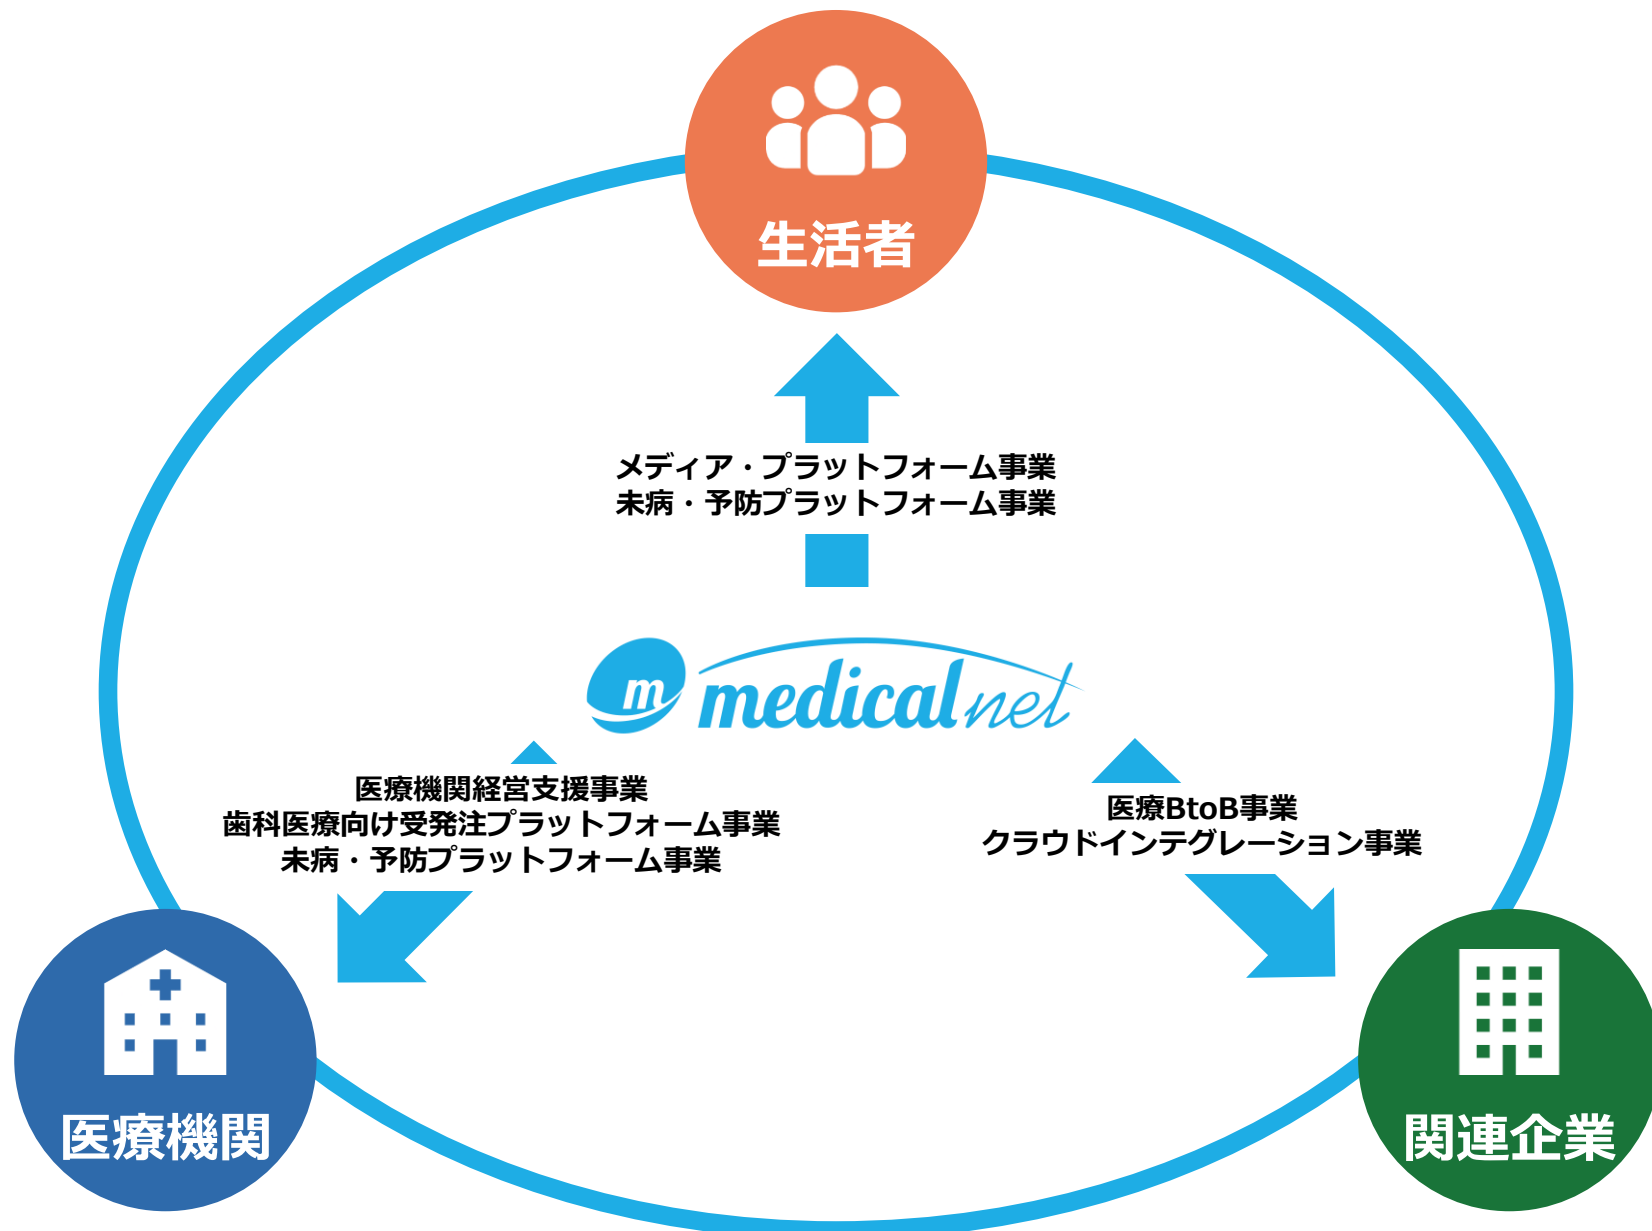 生活者
メディア・プラットフォーム事業
未病・予防プラットフォーム事業
m medical net
医療機関経営支援事業
歯科医療向け受発注プラットフォーム事業
未病・予防プラットフォーム事業
医療BtoB事業
クラウドインテグレーション事業
医療機関
関連企業